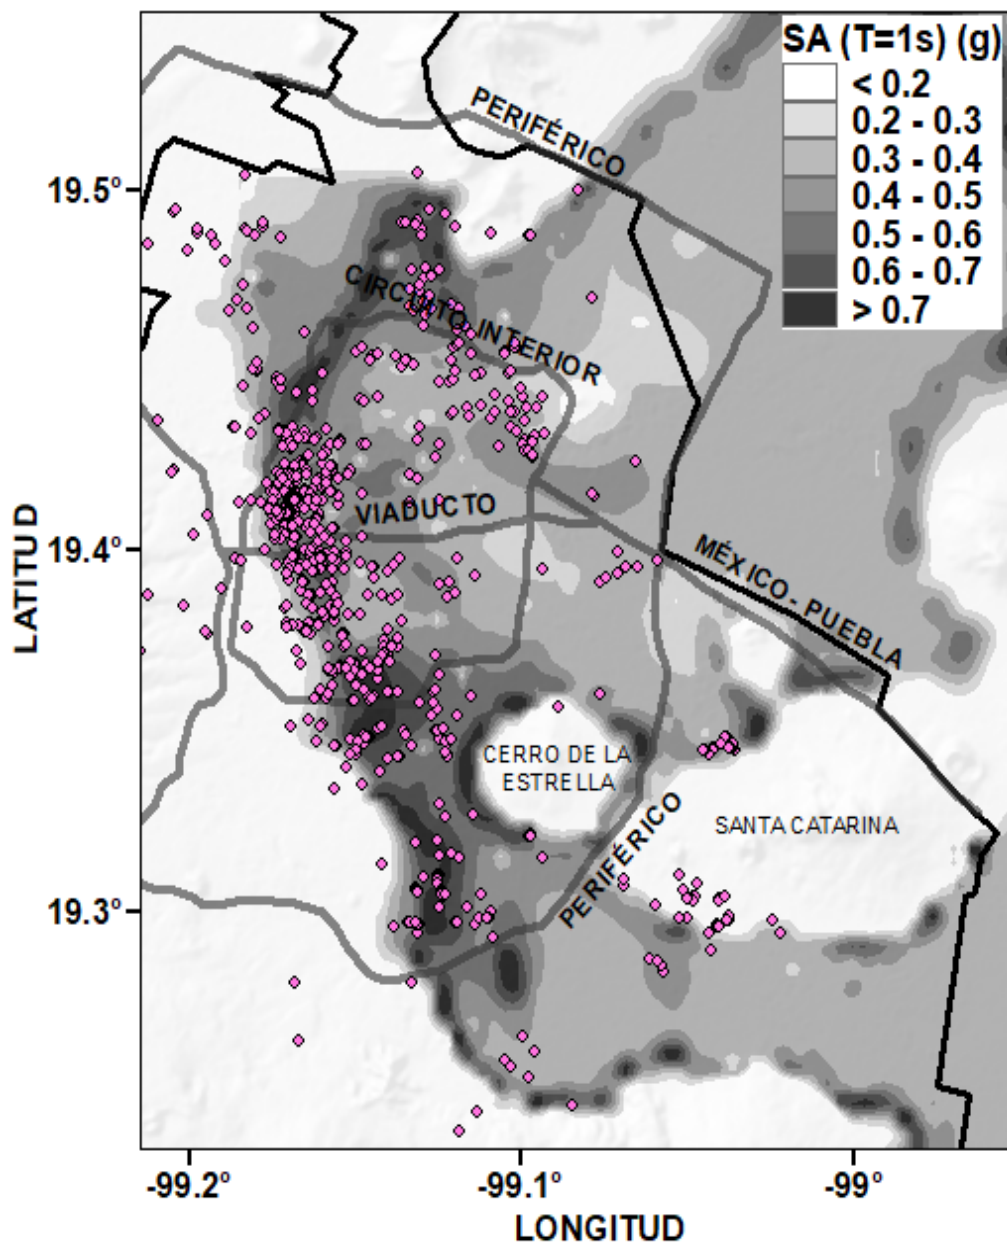 SA (T=1s) (g)
< 0.2
0.2 - 0.3
0.3 - 0.4
0.4 - 0.5
0.5 - 0.6
0.6 - 0.7
> 0.7
PERIFÉRICO
19.5°
CIRCUITO INTERIOR
VIADUCTO
LATITUD
19.4°
MÉXICO - PUEBLA
CERRO DE LA
ESTRELLA
SANTA CATARINA
PERIFÉRICO
19.3°
-99.2°
-99.1°
-99°
LONGITUD